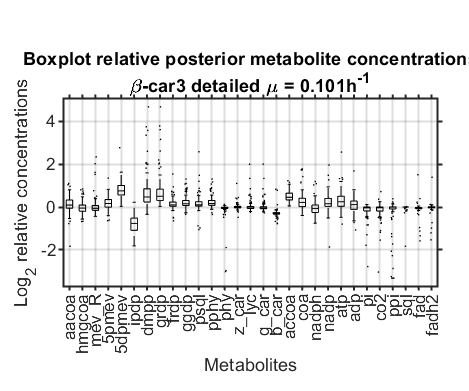 Boxplot relative posterior metabolite concentrations
β-car3 detailed μ = 0.101h-1
Log2 relative concentrations
4
2
0
-2
aacoa
hmgcoa
mev_R
5pmev
5dpmev
ipdp
dmpp
grdp
frdp
ggdp
psql
pphy
phy
z_car
lyc
g_car
b_car
accoa
coa
nadph
nadp
atp
adp
pi
co2
ppi
sql
fad
fadh2
Metabolites